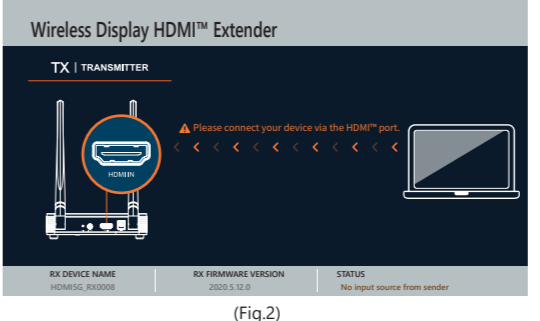 Wireless Display HDMI™ Extender
TX | TRANSMITTER
Please connect your device via the HDMI™ port.
HDMI IN
RX DEVICE NAME
HDMI5G_RX0008
RX FIRMWARE VERSION
2020.5.12.0
STATUS
No input source from sender
(Fig.2)